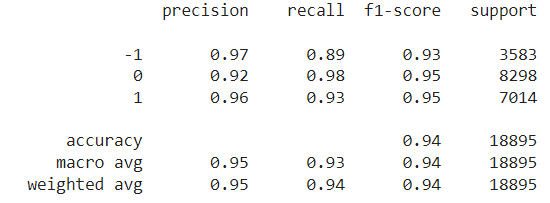 precision recall f1-score support
-1 0.97 0.89 0.93 3583
0 0.92 0.98 0.95 8298
1 0.96 0.93 0.95 7014
accuracy 0.94 18895
macro avg 0.95 0.93 0.94 18895
weighted avg 0.95 0.94 0.94 18895